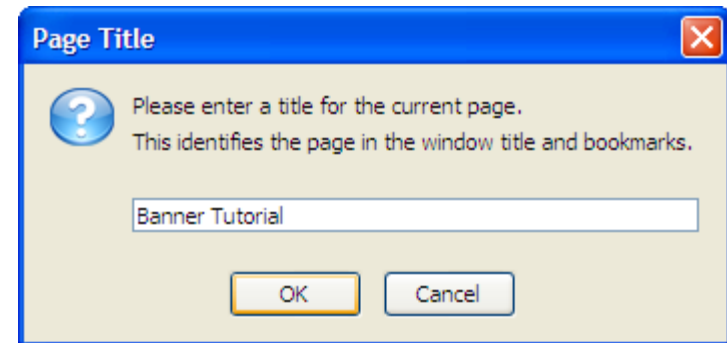 Page Title
Please enter a title for the current page.
This identifies the page in the window title and bookmarks.
Banner Tutorial
OK
Cancel